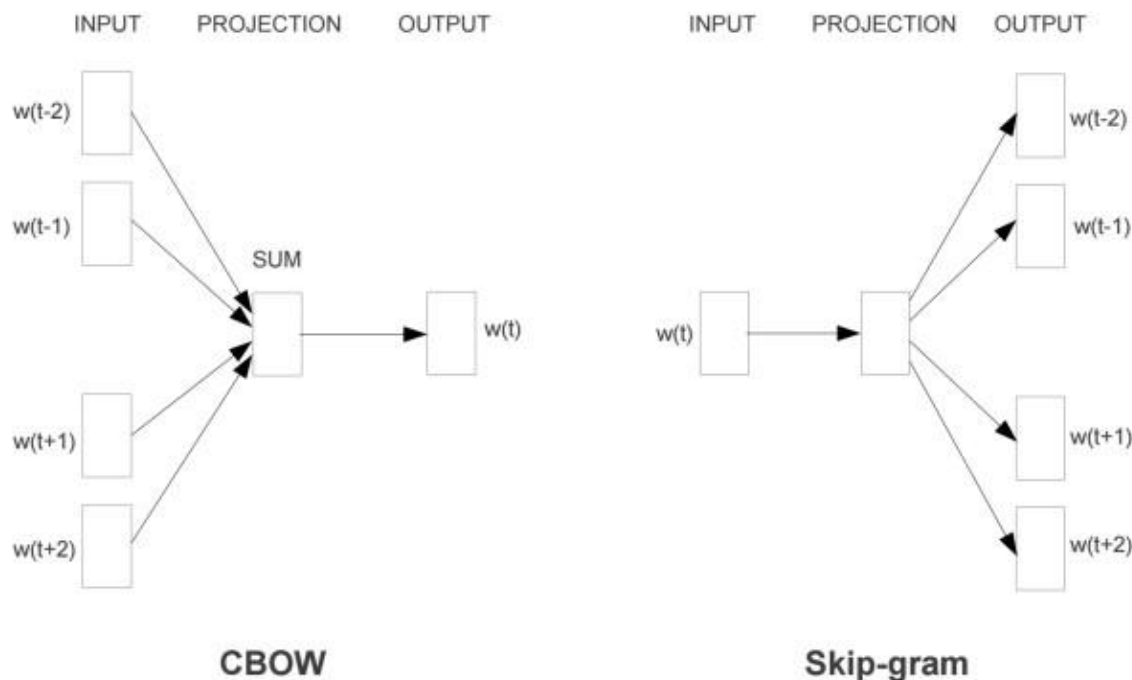 INPUT PROJECTION OUTPUT
w(t-2)
w(t-1)
SUM
w(t)
w(t+1)
w(t+2)
CBOW
INPUT PROJECTION OUTPUT
w(t-2)
w(t-1)
w(t)
w(t+1)
w(t+2)
Skip-gram